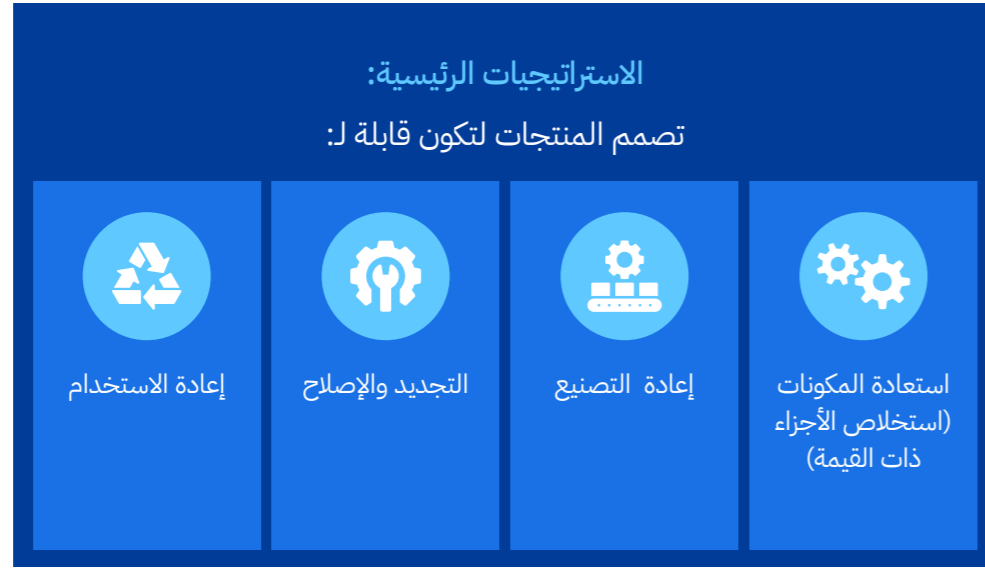 الاستراتيجيات الرئيسية:
تصمم المنتجات لتكون قابلة لـ:
استعادة المكونات
(استخلاص الأجزاء
ذات القيمة)
إعادة التصنيع
التجديد والإصلاح
إعادة الاستخدام